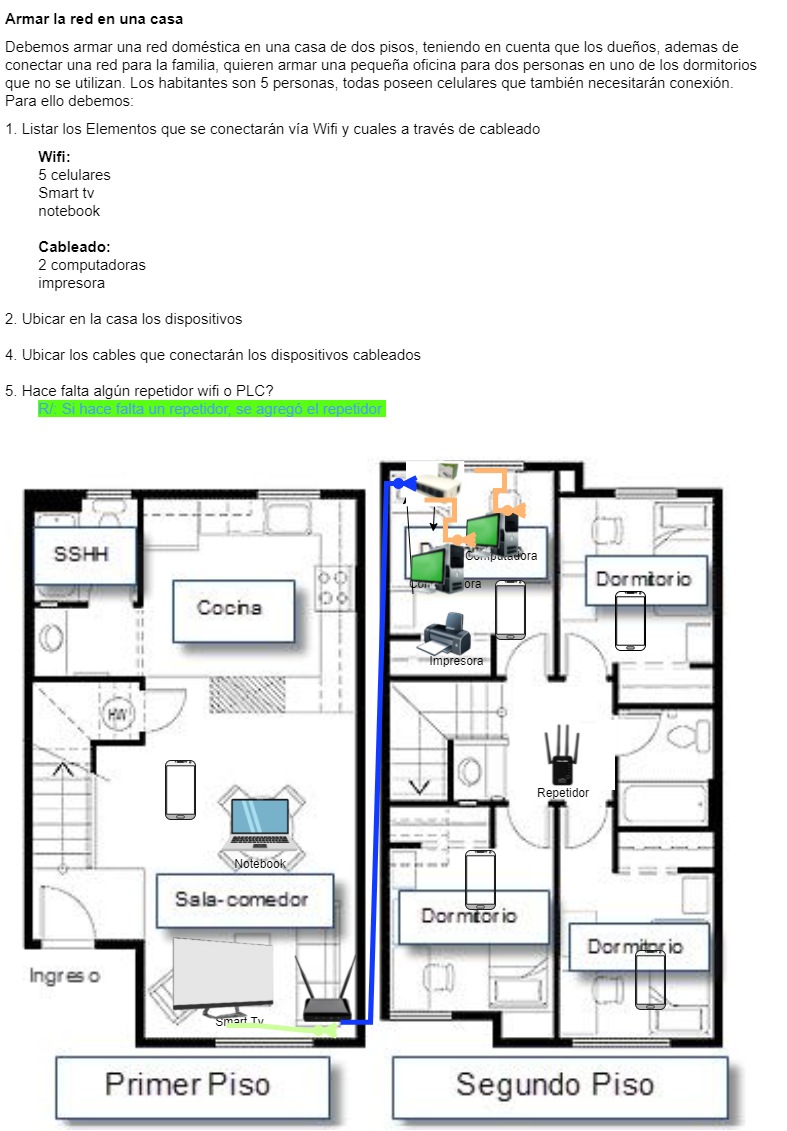 Armar la red en una casa
Debemos armar una red doméstica en una casa de dos pisos, teniendo en cuenta que los dueños, ademas de
conectar una red para la familia, quieren armar una pequeña oficina para dos personas en uno de los dormitorios
que no se utilizan. Los habitantes son 5 personas, todas poseen celulares que también necesitarán conexión.
Para ello debemos:
1. Listar los Elementos que se conectarán vía Wifi y cuales a través de cableado
Wifi:
5 celulares
Smart tv
notebook
Cableado:
2 computadoras
impresora
2. Ubicar en la casa los dispositivos
4. Ubicar los cables que conectarán los dispositivos cableados
5. Hace falta algún repetidor wifi o PLC?
R/: Si hace falta un repetidor, se agregó el repetidor
SSHH
Cocina
HW
Notebook
Sala-comedor
Ingreso
Smart Tv
Primer Piso
Computadora
Dormitorio
Impresora
Repetidor
Dormitorio
Dormitorio
Segundo Piso